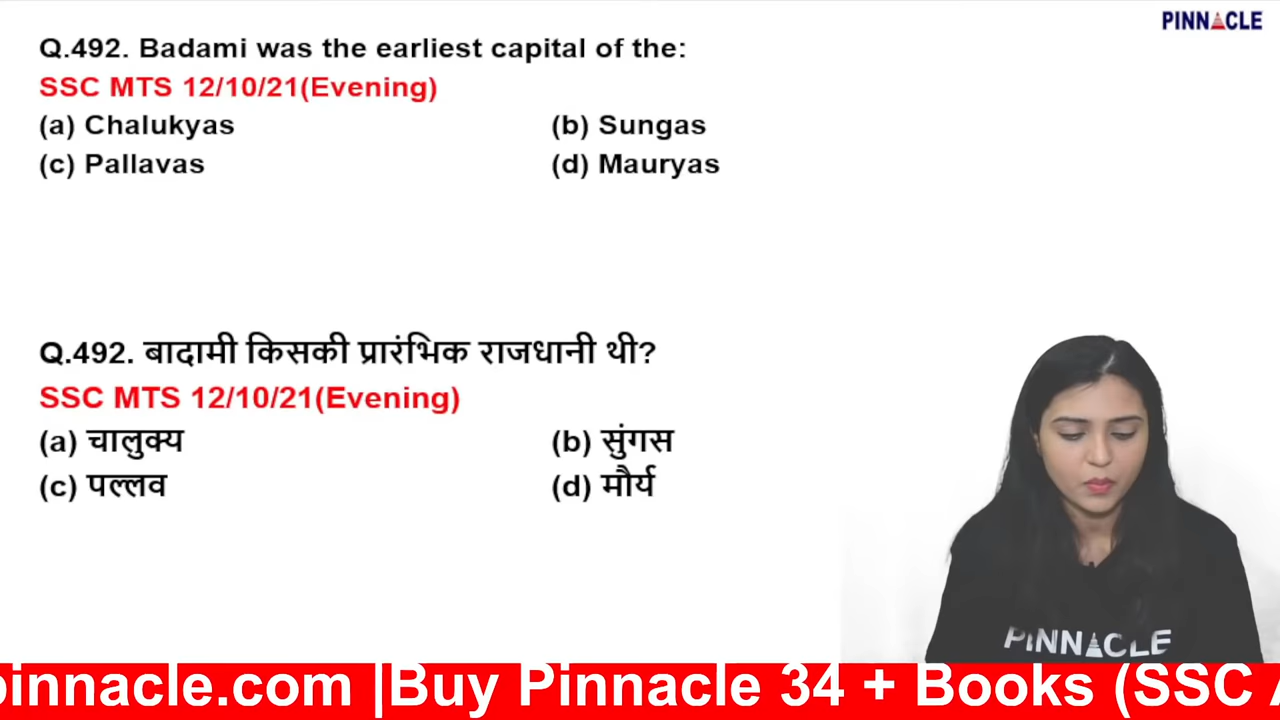 PINNACLE
Q.492. Badami was the earliest capital of the:
SSC MTS 12/10/21(Evening)
(a) Chalukyas (b) Sungas
(c) Pallavas (d) Mauryas
Q.492. बादामी किसकी प्रारंभिक राजधानी थी?
SSC MTS 12/10/21(Evening)
(a) चालुक्य (b) सुंगस
(c) पल्लव (d) मौर्य
PINNACLE
pinnacle.com |Buy Pinnacle 34 + Books (SSC